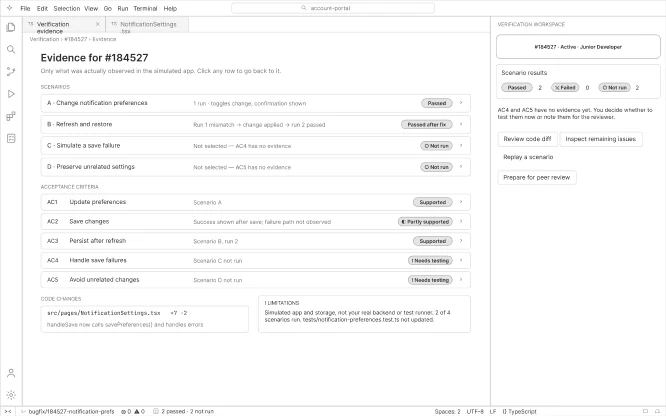 File Edit Selection View Go Run Terminal Help
account-portal
TS Verification evidence ×
TS NotificationSettings.tsx
Verification › #184527 › Evidence
Evidence for #184527
Only what was actually observed in the simulated app. Click any row to go back to it.
SCENARIOS
A · Change notification preferences 1 run · toggles change, confirmation shown Passed ›
B · Refresh and restore Run 1 mismatch → change applied → run 2 passed Passed after fix ›
C · Simulate a save failure Not selected — AC4 has no evidence Not run ›
D · Preserve unrelated settings Not selected — AC5 has no evidence Not run ›
ACCEPTANCE CRITERIA
AC1 Update preferences Scenario A Supported ›
AC2 Save changes Success shown after save; failure path not observed Partly supported ›
AC3 Persist after refresh Scenario B, run 2 Supported ›
AC4 Handle save failures Scenario C not run ! Needs testing ›
AC5 Avoid unrelated changes Scenario D not run ! Needs testing ›
CODE CHANGES
src/pages/NotificationSettings.tsx +7 -2
handleSave now calls savePreferences() and handles errors
! LIMITATIONS
Simulated app and storage, not your real backend or test runner. 2 of 4
scenarios run. tests/notification-preferences.test.ts not updated.
VERIFICATION WORKSPACE
#184527 · Active · Junior Developer
Scenario results
Passed 2 Failed 0 Not run 2
AC4 and AC5 have no evidence yet. You decide whether to
test them now or note them for the reviewer.
Review code diff Inspect remaining issues
Replay a scenario
Prepare for peer review
bugfix/184527-notification-prefs 0 0 2 passed · 2 not run Spaces: 2 UTF-8 LF {} TypeScript